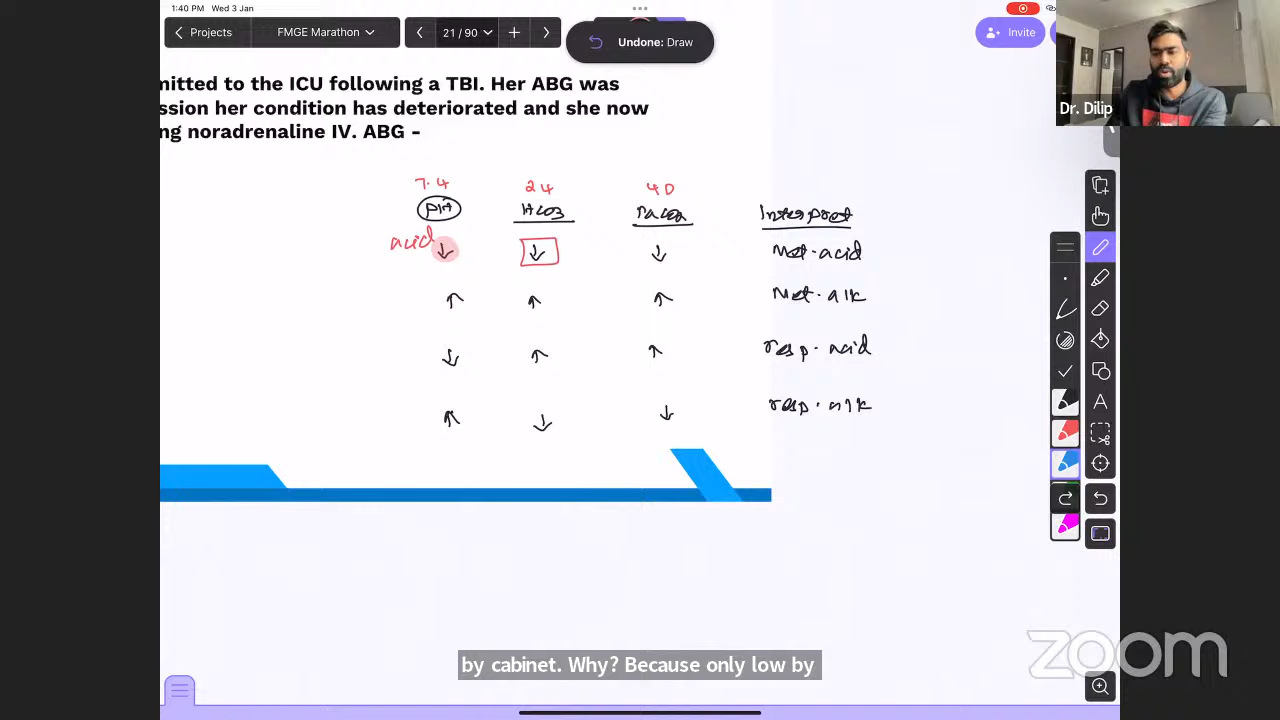 1:40 PM Wed 3 Jan
Projects
FMGE Marathon
21 / 90
Undone: Draw
Invite
Dr. Dilip
mitted to the ICU following a TBI. Her ABG was
ssion her condition has deteriorated and she now
ng noradrenaline IV. ABG -
7.4 24 40
PH HCO3 PaCO2 Interpret
acid ↓ ↓ ↓ Met. acid
↑ ↑ ↑ Met. alk
↓ ↑ ↑ resp. acid
↑ ↓ ↓ resp. alk
by cabinet. Why? Because only low by
zoom